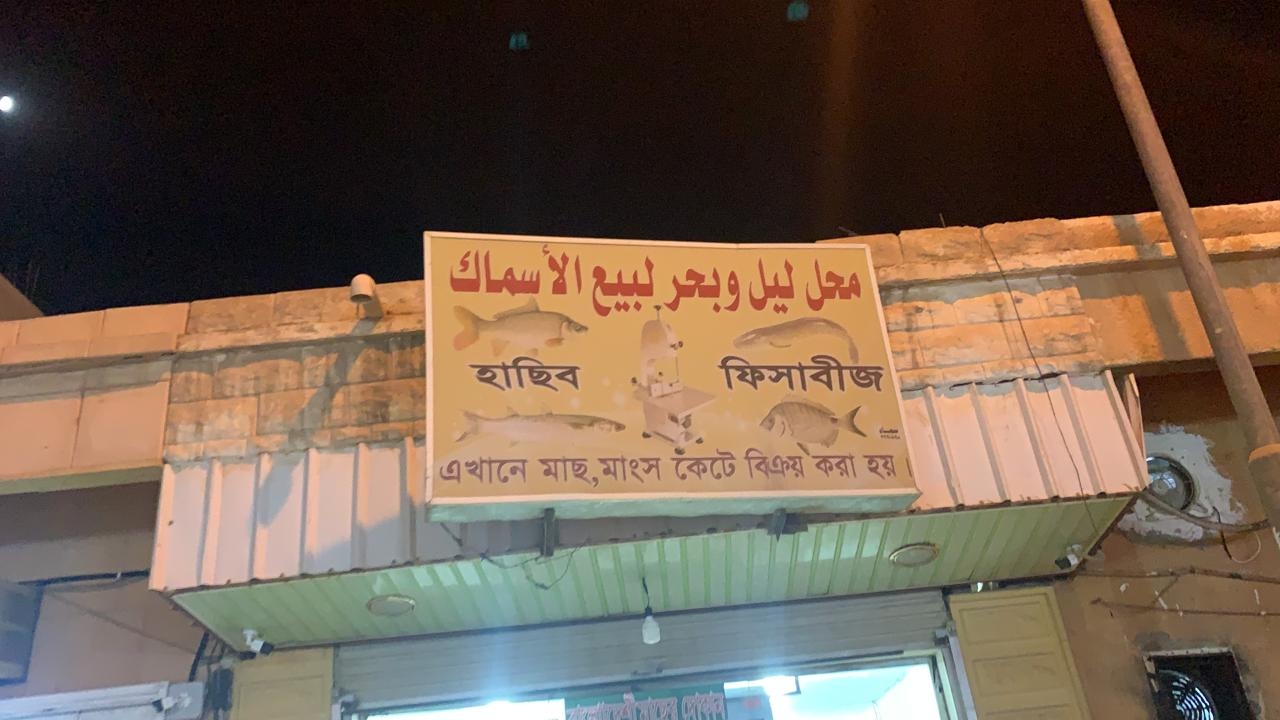 محل ليل وبحر لبيع الأسماك
হাছিব ফিসাবীজ
এখানে মাছ,মাংস কেটে বিক্রয় করা হয়।